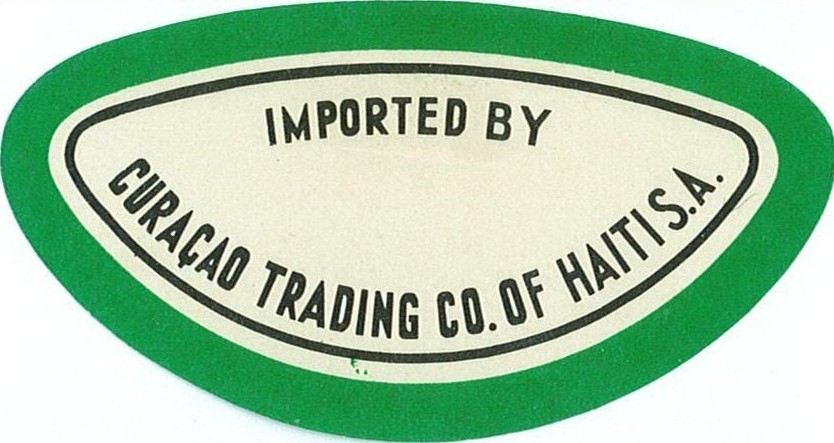 IMPORTED BY
CURAÇAO TRADING CO. OF HAITI S.A.